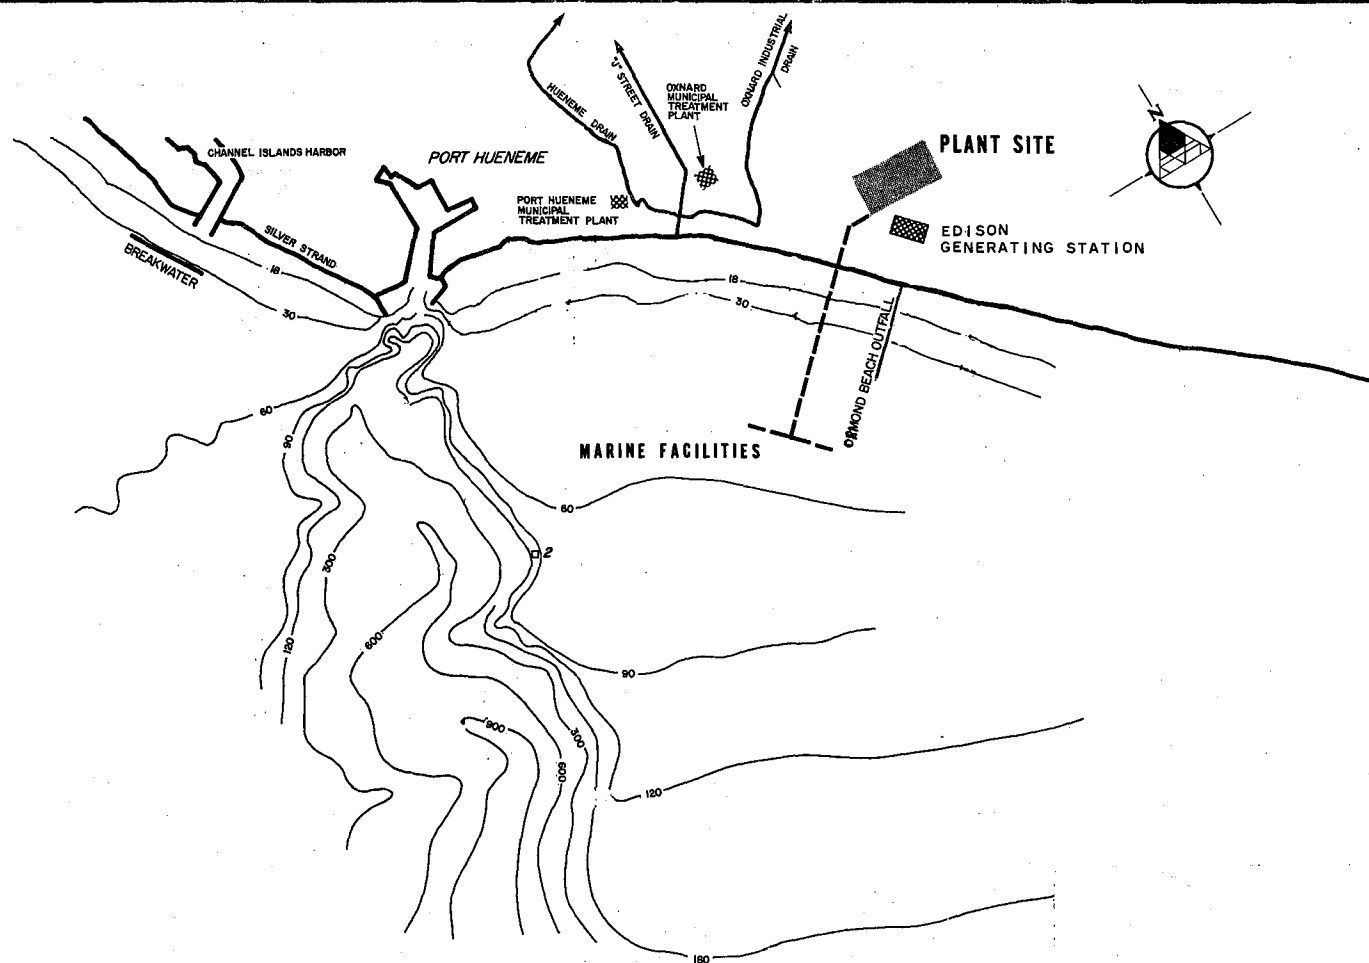 OXNARD INDUSTRIAL
DRAIN
"J" STREET DRAIN
HUENEME DRAIN
OXNARD
MUNICIPAL
TREATMENT
PLANT
N
PLANT SITE
CHANNEL ISLANDS HARBOR
PORT HUENEME
PORT HUENEME
MUNICIPAL
TREATMENT PLANT
EDISON
GENERATING STATION
SILVER STRAND
BREAKWATER
18
30
18
30
ORMOND BEACH OUTFALL
60
90
MARINE FACILITIES
60
2
300
120
600
90
900
300
600
120
180